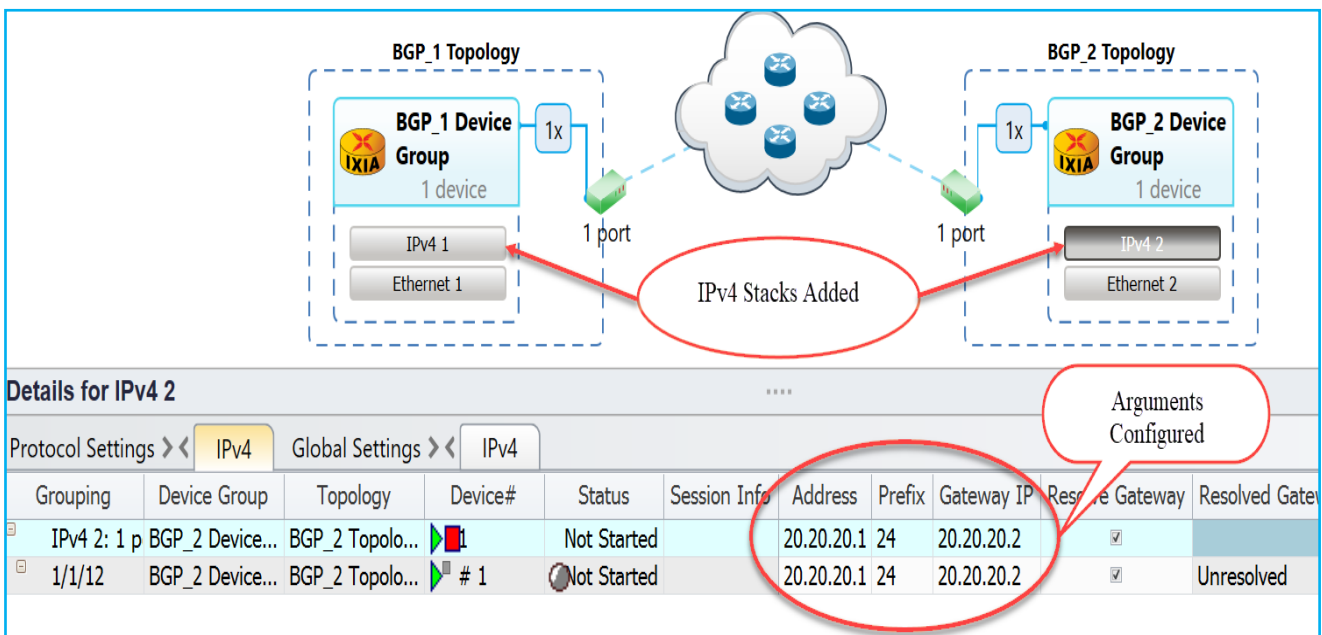 BGP_1 Topology
BGP_2 Topology
BGP_1 Device
Group
1 device
1x
IXIA
1x
BGP_2 Device
Group
1 device
IXIA
IPv4 1
Ethernet 1
1 port
1 port
IPv4 2
Ethernet 2
IPv4 Stacks Added
Details for IPv4 2
Arguments
Configured
Protocol Settings IPv4 Global Settings IPv4
Grouping Device Group Topology Device# Status Session Info Address Prefix Gateway IP Gateway Resolved
IPv4 2: 1 p BGP_2 Device... BGP_2 Topolo... 1 Not Started 20.20.20.1 24 20.20.20.2
1/1/12 BGP_2 Device... BGP_2 Topolo... # 1 Not Started 20.20.20.1 24 20.20.20.2 Unresolved